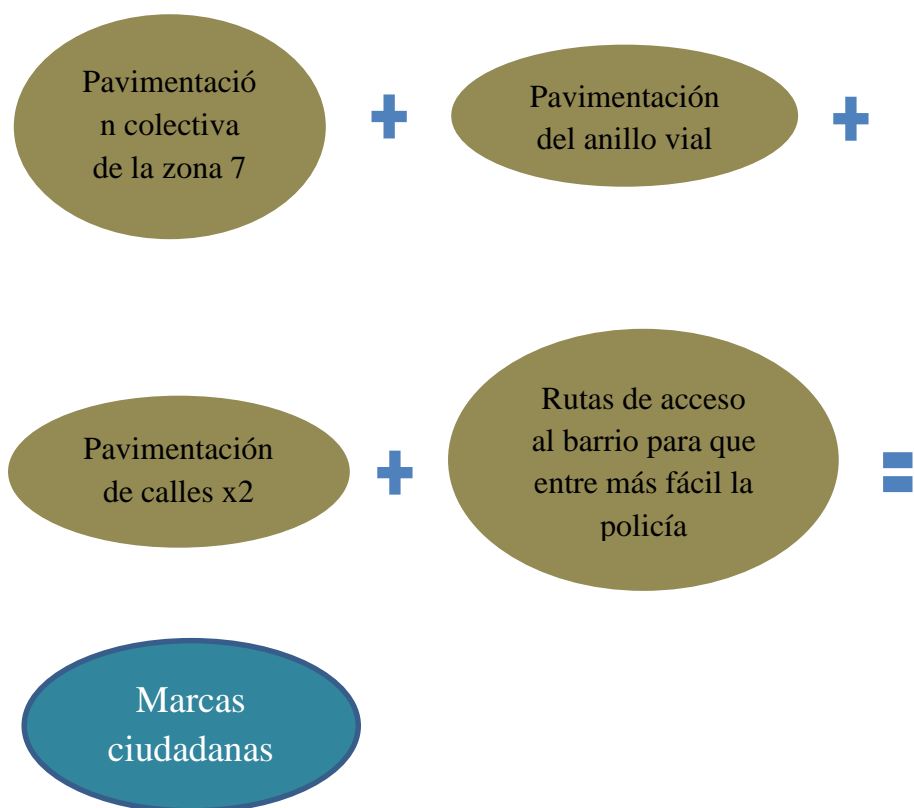 Pavimentació
n colectiva
de la zona 7
+
Pavimentación
del anillo vial
+
Pavimentación
de calles x2
+
Rutas de acceso
al barrio para que
entre más fácil la
policía
=
Marcas
ciudadanas